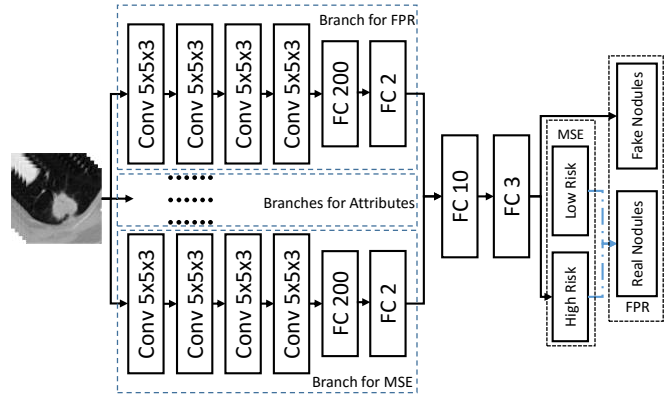 Branch for FPR
Conv 5x5x3
Conv 5x5x3
Conv 5x5x3
Conv 5x5x3
FC 200
FC 2
Branches for Attributes
Conv 5x5x3
Conv 5x5x3
Conv 5x5x3
Conv 5x5x3
FC 200
FC 2
Branch for MSE
FC 10
FC 3
MSE
Low Risk
High Risk
Fake Nodules
Real Nodules
FPR